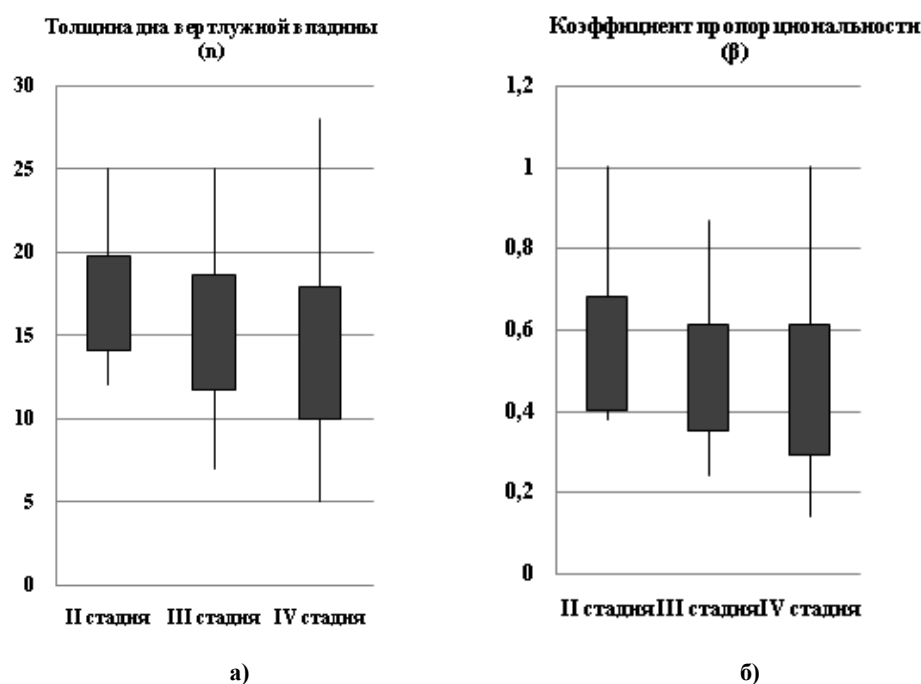 Толщина дна вертлужной впадины
(n)
30
25
20
15
10
5
0
II стадия III стадия IV стадия
а)
Коэффициент пропорциональности
(β)
1,2
1
0,8
0,6
0,4
0,2
0
II стадия III стадия IV стадия
б)